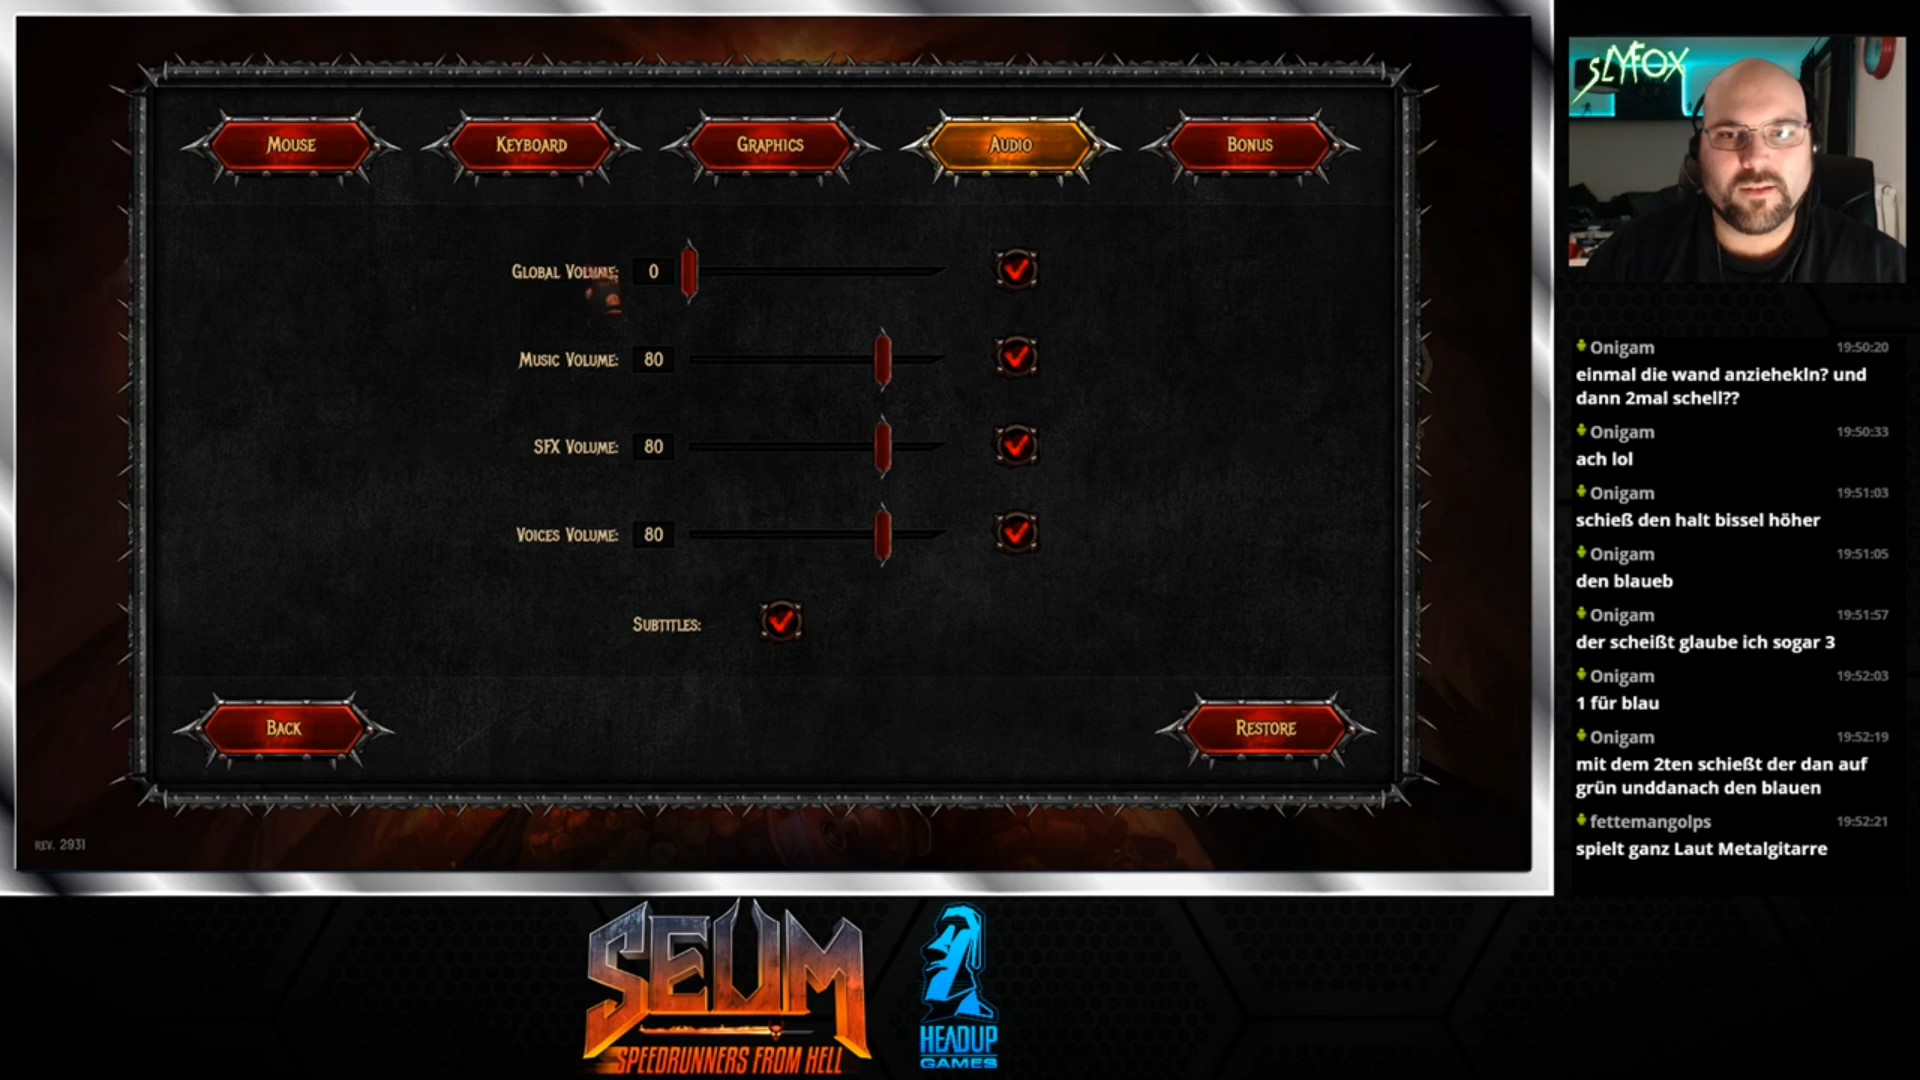 MOUSE
KEYBOARD
GRAPHICS
AUDIO
BONUS
GLOBAL VOLUME: 0
MUSIC VOLUME: 80
SFX VOLUME: 80
VOICES VOLUME: 80
SUBTITLES:
BACK
RESTORE
REV. 2931
SLYFOX
Onigam 19:50:20
einmal die wand anziehekln? und
dann 2mal schell??
Onigam 19:50:33
ach lol
Onigam 19:51:03
schieß den halt bissel höher
Onigam 19:51:05
den blaueb
Onigam 19:51:57
der scheißt glaube ich sogar 3
Onigam 19:52:03
1 für blau
Onigam 19:52:19
mit dem 2ten schießt der dan auf
grün unddanach den blauen
fettemangolps 19:52:21
spielt ganz Laut Metalgitarre
SEUM
SPEEDRUNNERS FROM HELL
HEADUP
GAMES